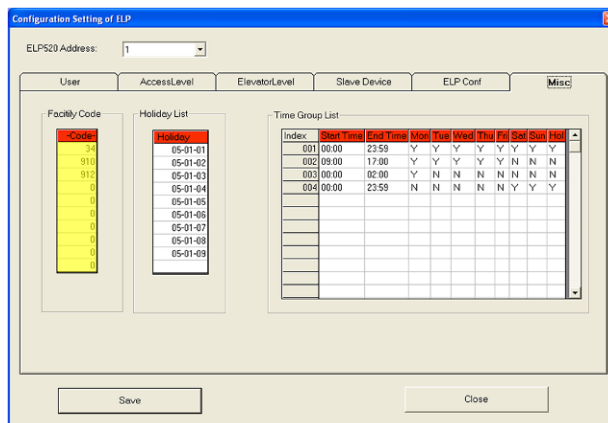 Configuration Setting of ELP
ELP520 Address: 1
User AccessLevel ElevatorLevel Slave Device ELP Conf Misc
Factily Code Holiday List Time Group List
-Code-
34
910
912
0
0
0
0
0
0
0
Holiday
05-01-01
05-01-02
05-01-03
05-01-04
05-01-05
05-01-06
05-01-07
05-01-08
05-01-09
Index Start Time End Time Mon Tue Wed Thu Fri Sat Sun Hol
001 00:00 23:59 Y Y Y Y Y Y Y Y
002 09:00 17:00 Y Y Y Y Y N N N
003 00:00 02:00 Y N N N N N N N
004 00:00 23:59 N N N N N Y Y Y
Save Close